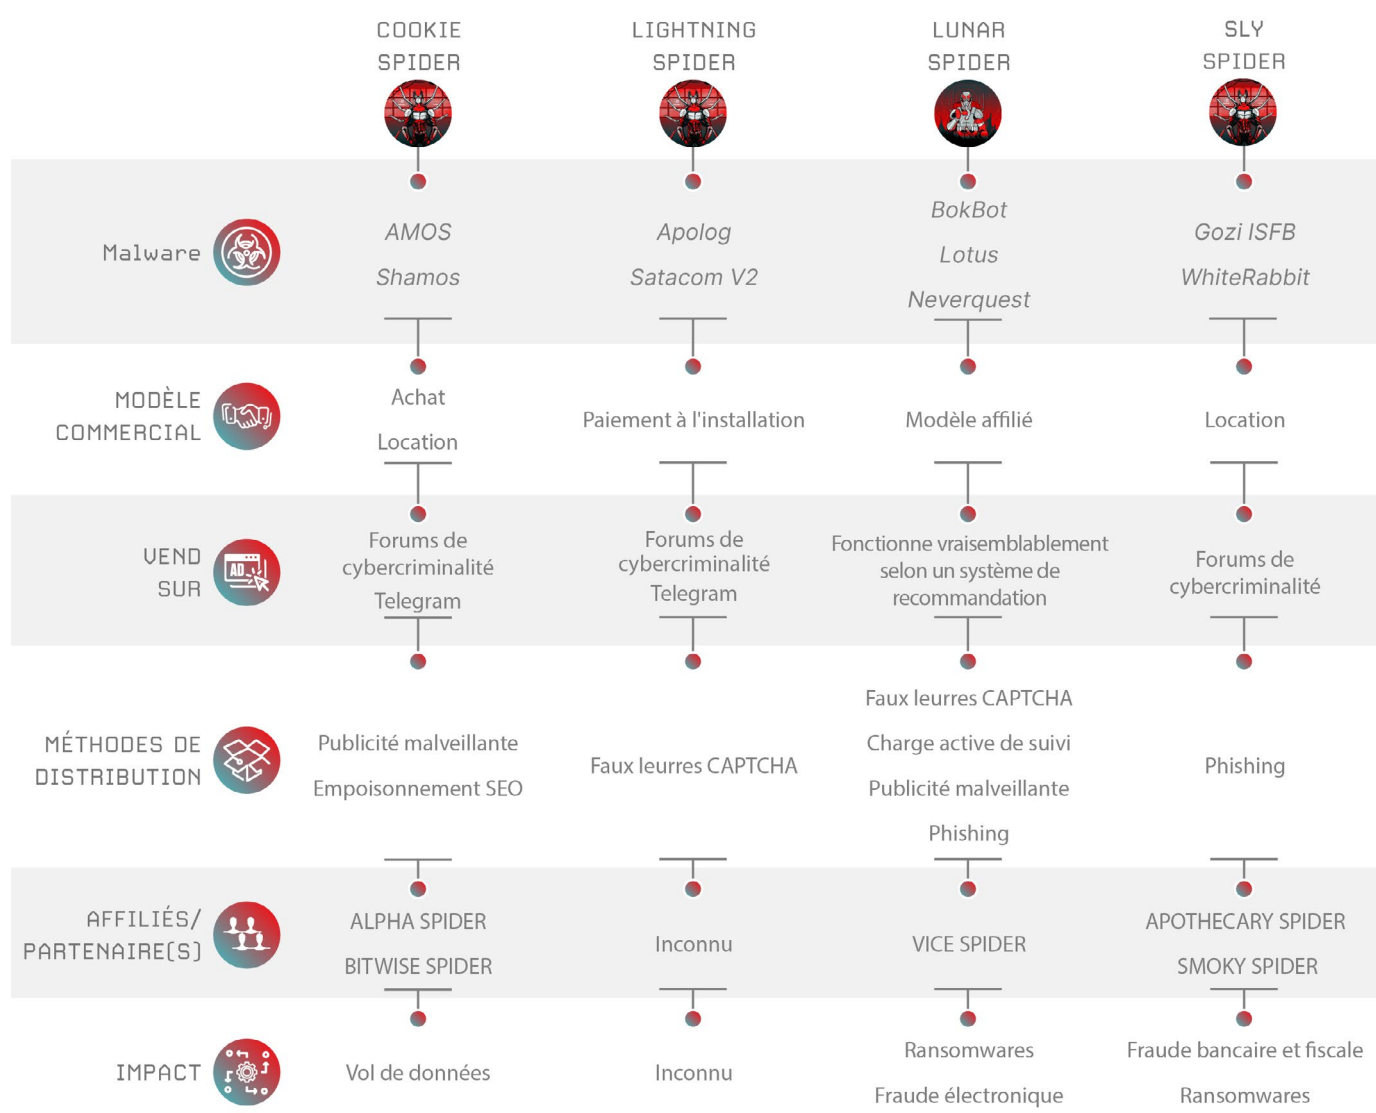 COOKIE
SPIDER
LIGHTNING
SPIDER
LUNAR
SPIDER
SLY
SPIDER
Malware
AMOS
Shamos
Apolog
Satacom V2
BokBot
Lotus
Neverquest
Gozi ISFB
WhiteRabbit
MODÈLE
COMMERCIAL
Achat
Location
Paiement à l'installation
Modèle affilié
Location
VEND
SUR
AD
Forums de
cybercriminalité
Telegram
Forums de
cybercriminalité
Telegram
Fonctionne vraisemblablement
selon un système de
recommandation
Forums de
cybercriminalité
MÉTHODES DE
DISTRIBUTION
Publicité malveillante
Empoisonnement SEO
Faux leurres CAPTCHA
Faux leurres CAPTCHA
Charge active de suivi
Publicité malveillante
Phishing
Phishing
AFFILIÉS/
PARTENAIRE(S)
ALPHA SPIDER
BITWISE SPIDER
Inconnu
VICE SPIDER
APOTHECARY SPIDER
SMOKY SPIDER
IMPACT
Vol de données
Inconnu
Ransomwares
Fraude électronique
Fraude bancaire et fiscale
Ransomwares